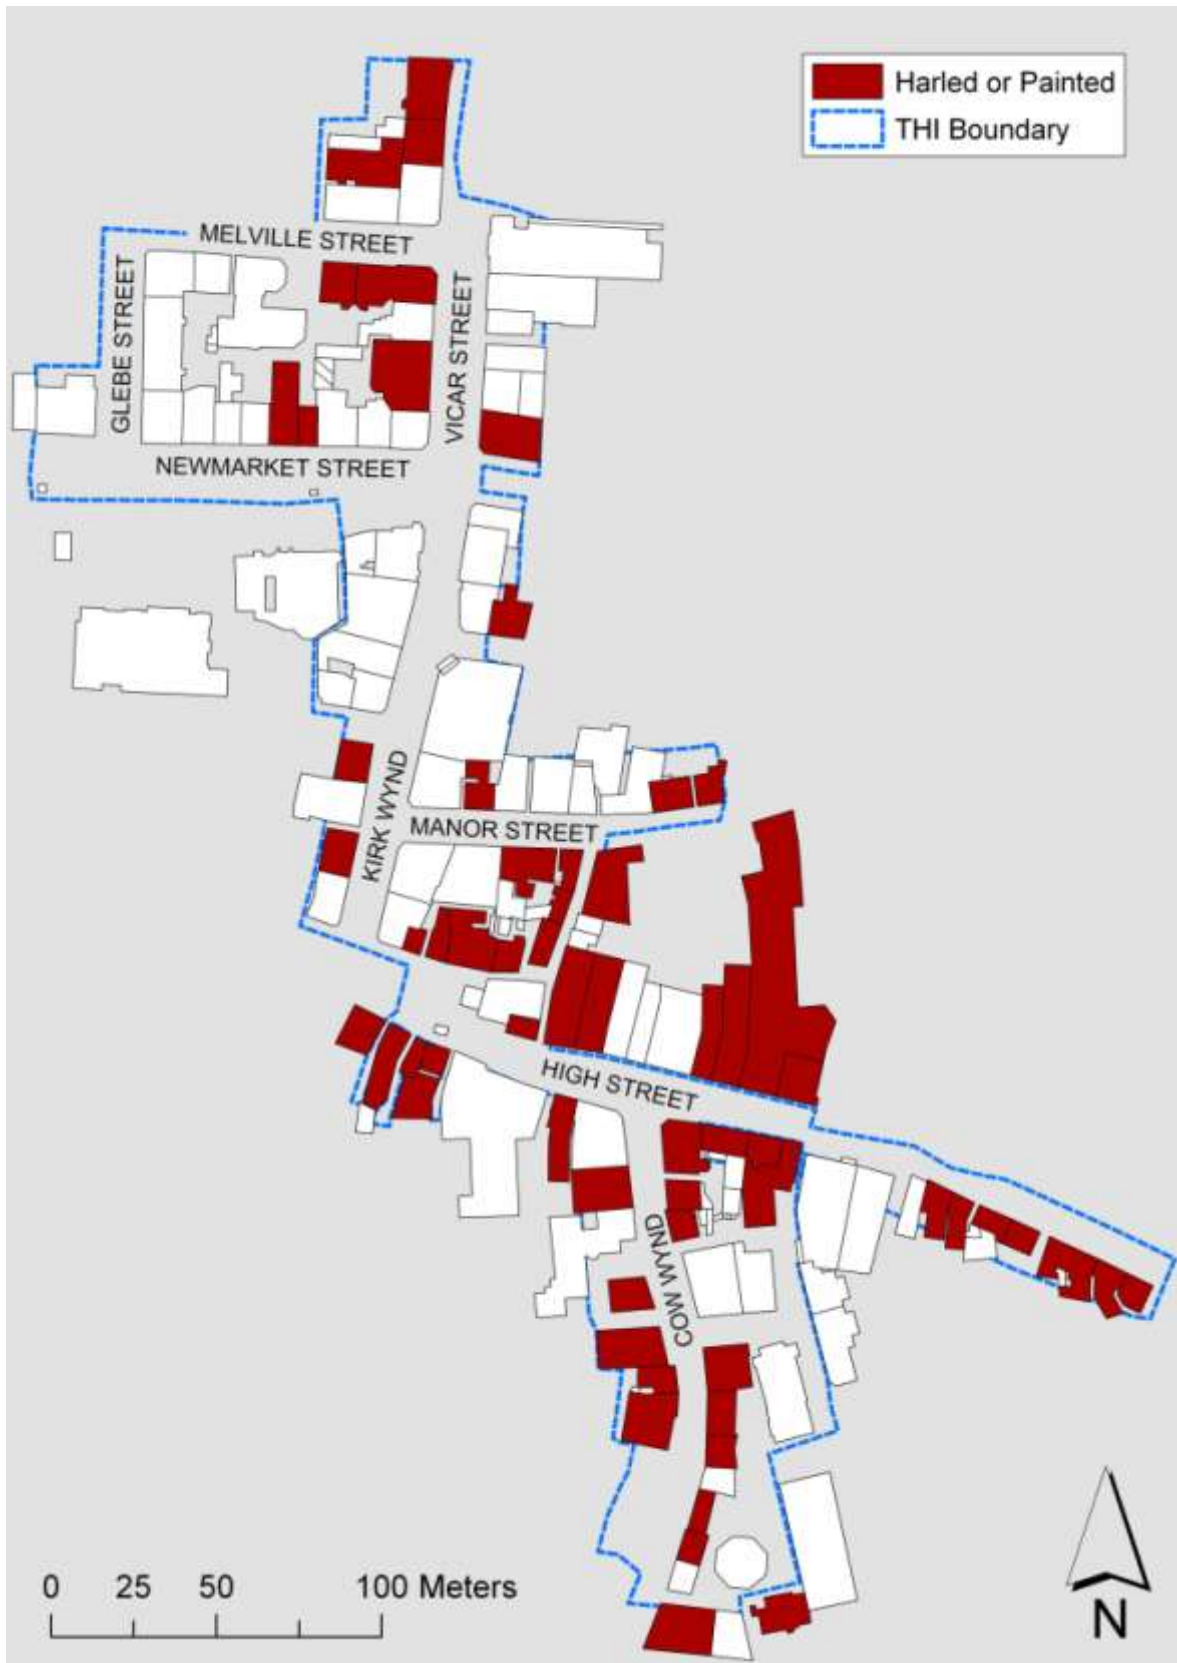 Harled or Painted
THI Boundary
MELVILLE STREET
GLEBE STREET
VICAR STREET
NEWMARKET STREET
KIRK WYND
MANOR STREET
HIGH STREET
COW WYND
0 25 50 100 Meters
N